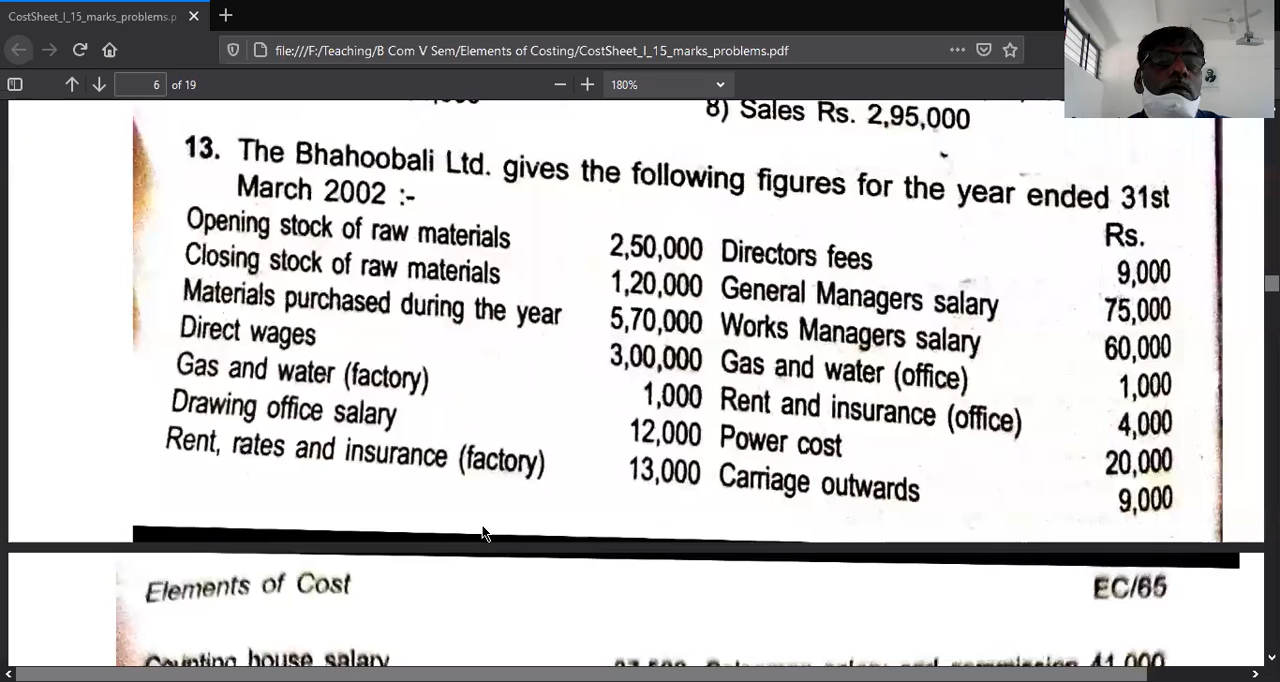 CostSheet_I_15_marks_problems.p
file:///F:/Teaching/B Com V Sem/Elements of Costing/CostSheet_I_15_marks_problems.pdf
6 of 19
180%
8) Sales Rs. 2,95,000
13. The Bhahoobali Ltd. gives the following figures for the year ended 31st
March 2002 :-
Rs.
Opening stock of raw materials 2,50,000 Directors fees 9,000
Closing stock of raw materials 1,20,000 General Managers salary 75,000
Materials purchased during the year 5,70,000 Works Managers salary 60,000
Direct wages 3,00,000 Gas and water (office) 1,000
Gas and water (factory) 1,000 Rent and insurance (office) 4,000
Drawing office salary 12,000 Power cost 20,000
Rent, rates and insurance (factory) 13,000 Carriage outwards 9,000
Elements of Cost EC/65
Counting house salary 41,000